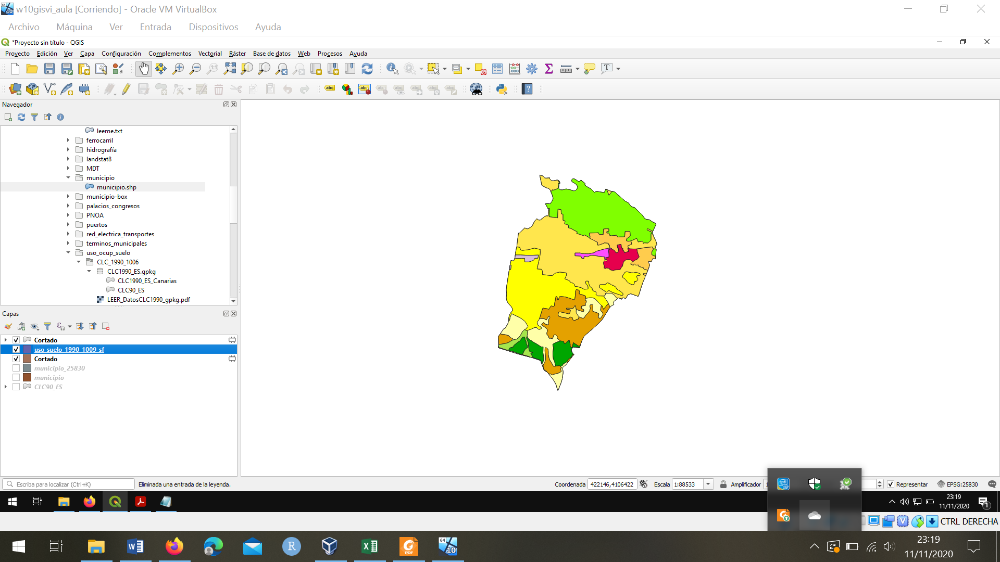 w10gisvi_aula [Corriendo] - Oracle VM VirtualBox
Archivo Máquina Ver Entrada Dispositivos Ayuda
*Proyecto sin título - QGIS
Proyecto Edición Ver Capa Configuración Complementos Vectorial Ráster Base de datos Web Procesos Ayuda
Navegador
leeme.txt
ferrocarril
hidrografía
landstat8
MDT
municipio
municipio.shp
municipio-box
palacios_congresos
PNOA
puertos
red_electrica_transportes
terminos_municipales
uso_ocup_suelo
CLC_1990_1006
CLC1990_ES.gpkg
CLC1990_ES_Canarias
CLC90_ES
LEER_DatosCLC1990_gpkg.pdf
Capas
Cortado
uso_suelo_1990_1009_sf
Cortado
municipio_25830
municipio
CLC90_ES
Escriba para localizar (Ctrl+K) Eliminada una entrada de la leyenda. Coordenada 422146,4106422 Escala 1:88533 Amplificador Representar EPSG:25830
23:19
11/11/2020
1
CTRL DERECHA
23:19
11/11/2020